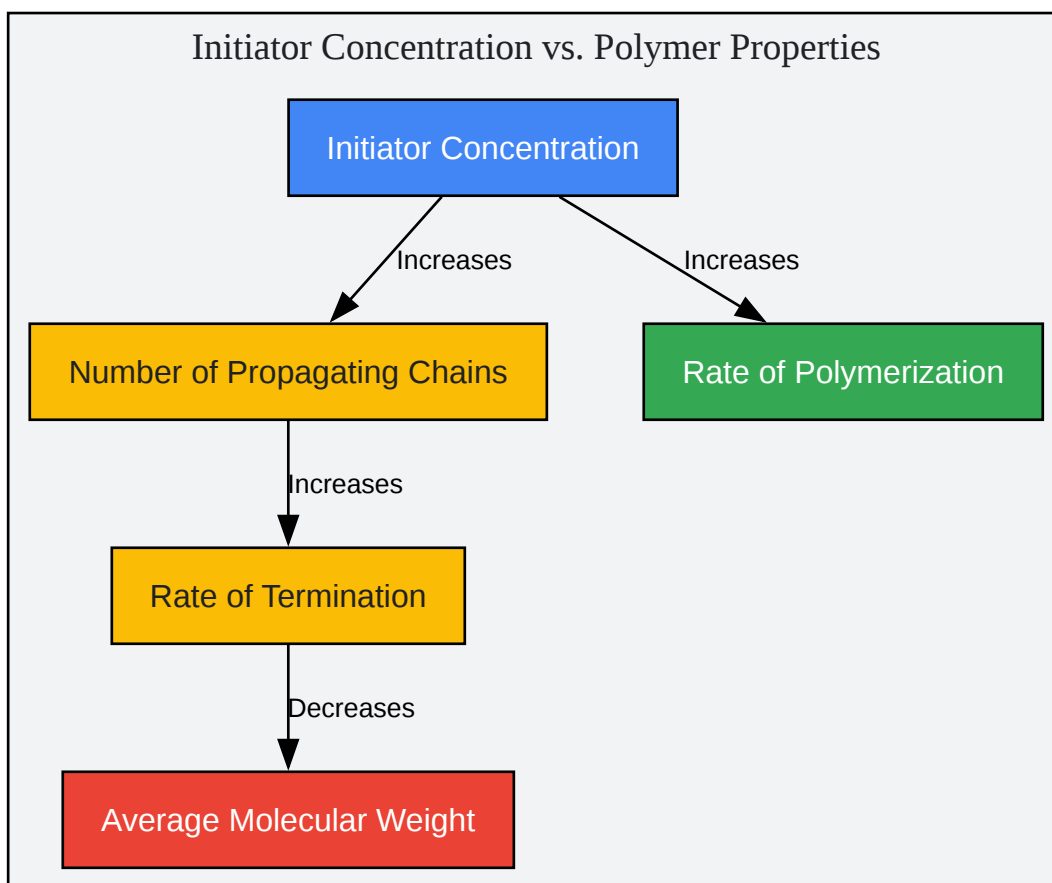 Initiator Concentration vs. Polymer Properties
Initiator Concentration
Increases
Increases
Number of Propagating Chains
Rate of Polymerization
Increases
Rate of Termination
Decreases
Average Molecular Weight